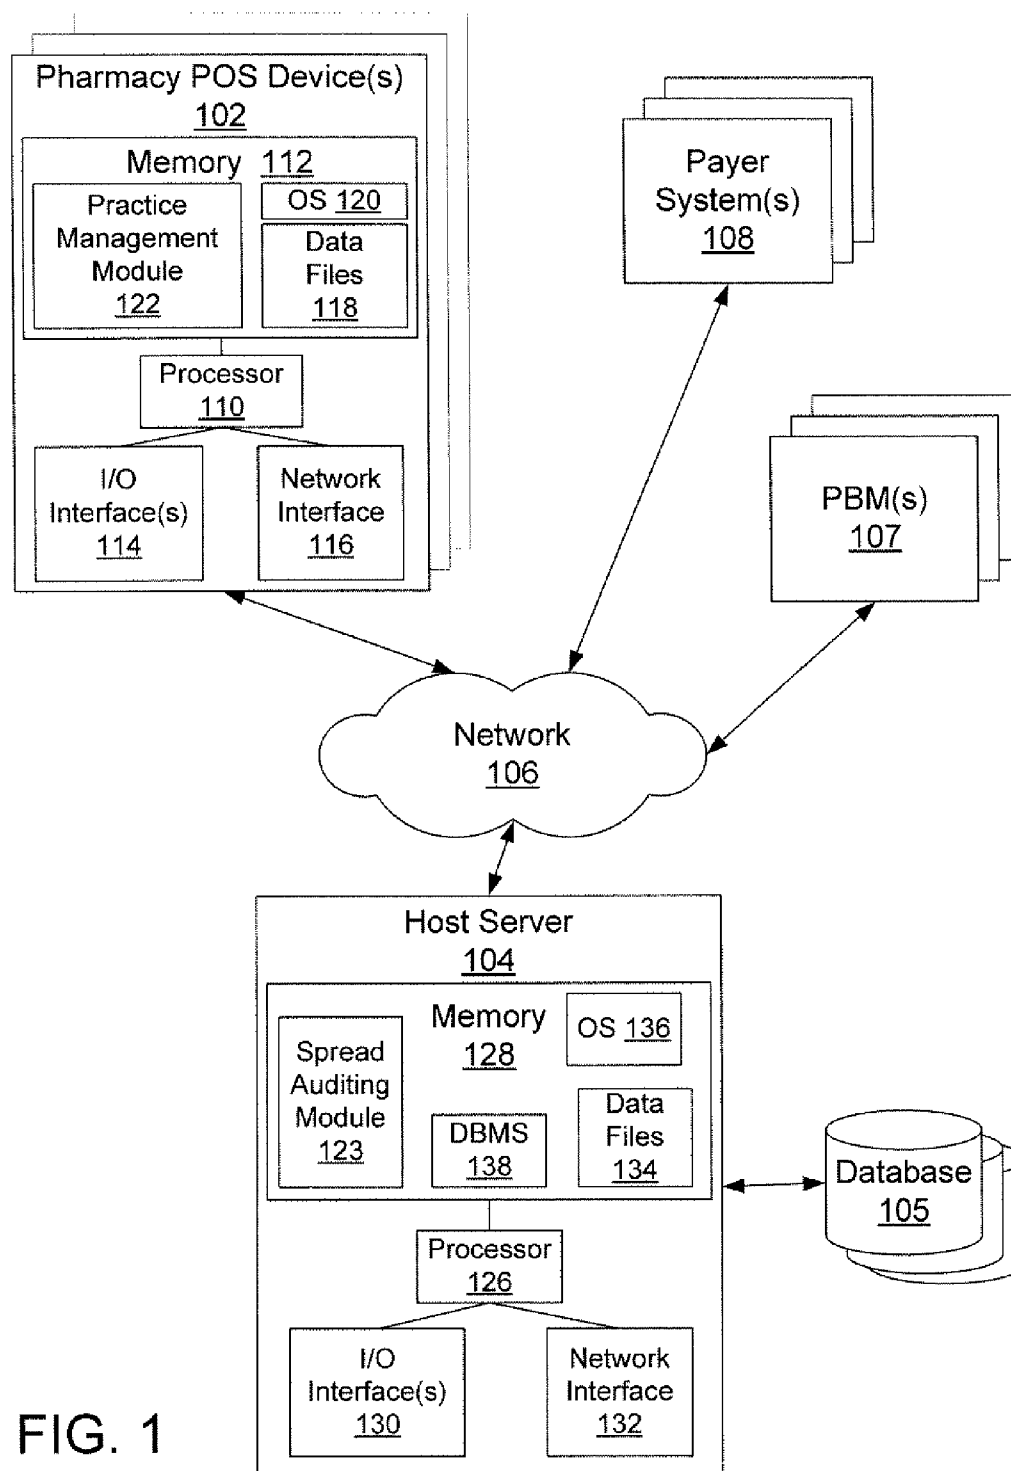 Pharmacy POS Device(s)
102
Memory 112
Practice
Management
Module
122
OS 120
Data
Files
118
Processor
110
I/O
Interface(s)
114
Network
Interface
116
Payer
System(s)
108
PBM(s)
107
Network
106
Host Server
104
Memory
128
Spread
Auditing
Module
123
DBMS
138
OS 136
Data
Files
134
Processor
126
I/O
Interface(s)
130
Network
Interface
132
Database
105
FIG. 1